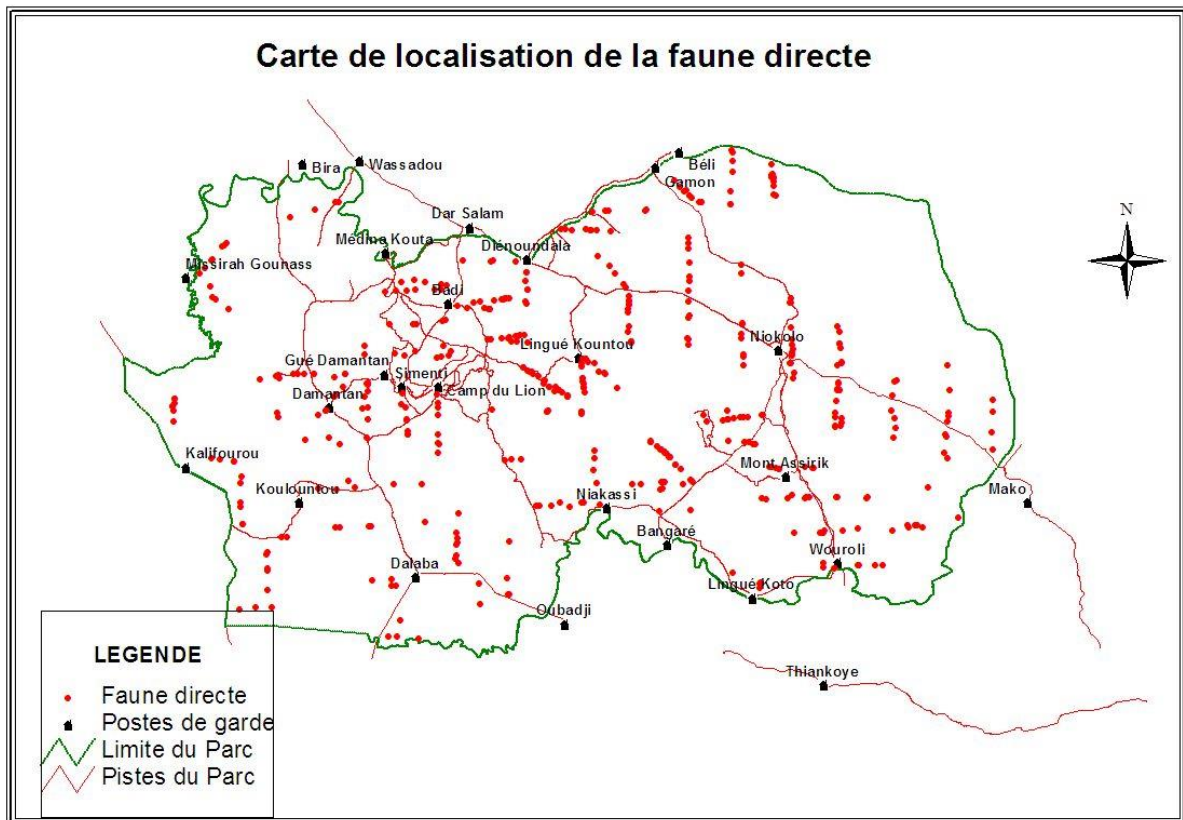 Carte de localisation de la faune directe
Bira
Wassadou
Béli
Gamon
Dar Salam
N
Médina Kouta
Diénoundala
Missirah Gounass
Badi
Lingué Kountou
Niokolo
Gué Damantan
Simenti
Camp du Lion
Damantan
Kalifourou
Mont Assirik
Koulountou
Niakassi
Mako
Bangaré
Wouroli
Dalaba
Lingué Koto
Oubadji
Thiankoye
LEGENDE
Faune directe
Postes de garde
Limite du Parc
Pistes du Parc